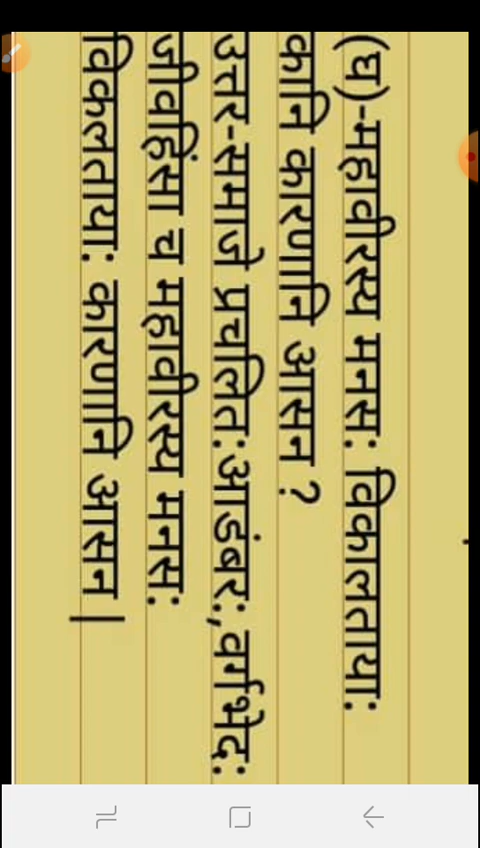 (घ)-महावीरस्य मनस: विकालताया:
कानि कारणानि आसन ?
उत्तर-समाजे प्रचलित:आडंबर:,वर्गभेद:
जीवहिंसा च महावीरस्य मनस:
विकलताया: कारणानि आसन |